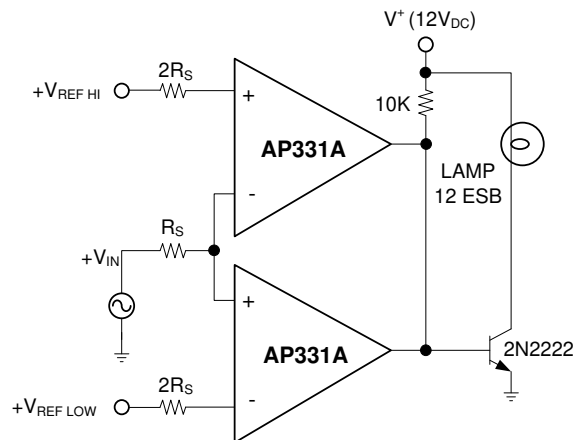 V+ (12VDC)
2RS
+VREF HI
+
10K
AP331A
-
LAMP
12 ESB
RS
+VIN
+
AP331A
2N2222
2RS
+VREF LOW
-